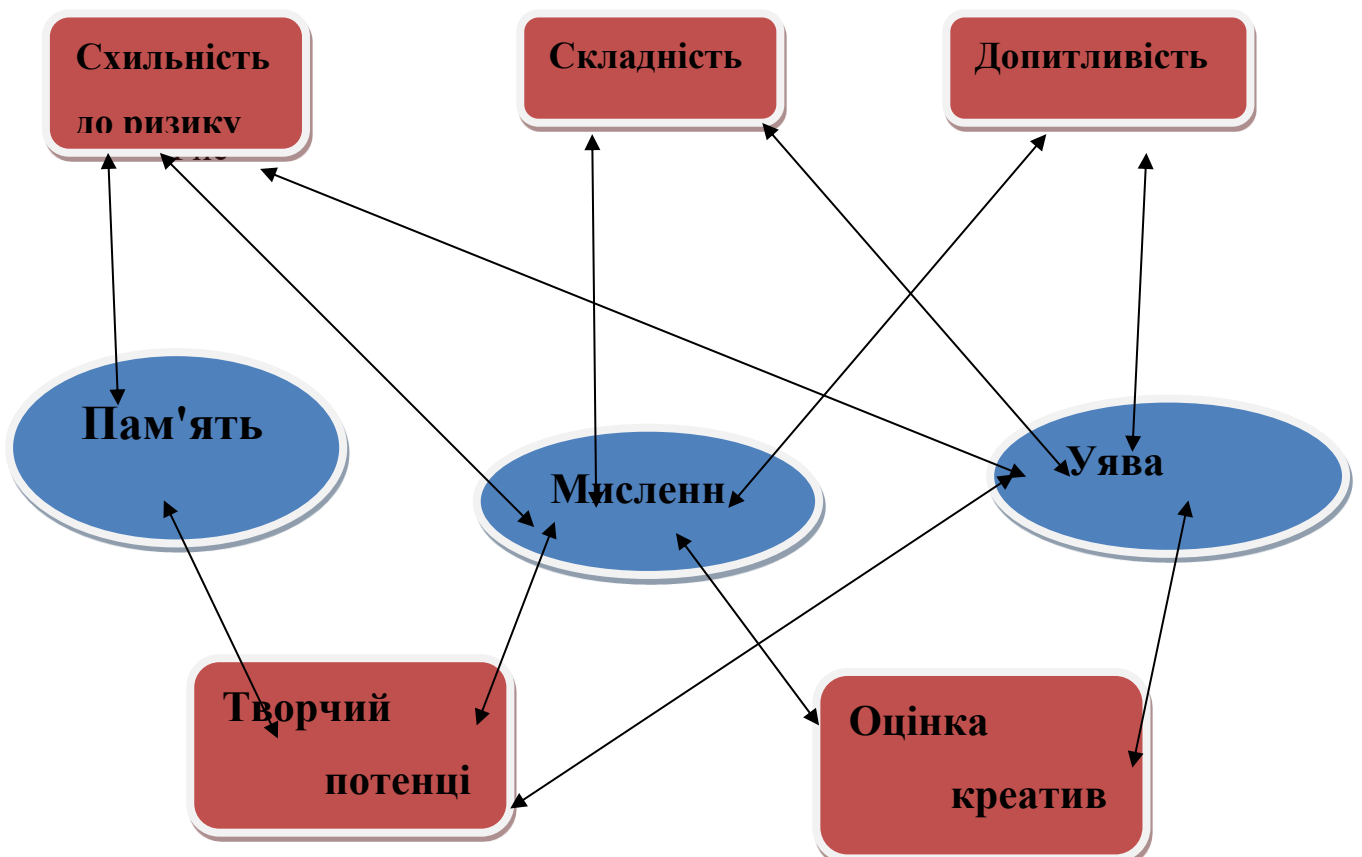 Схильність
до ризику
Складність
Допитливість
Пам'ять
Мисленн
Уява
Творчий
потенці
Оцінка
креатив